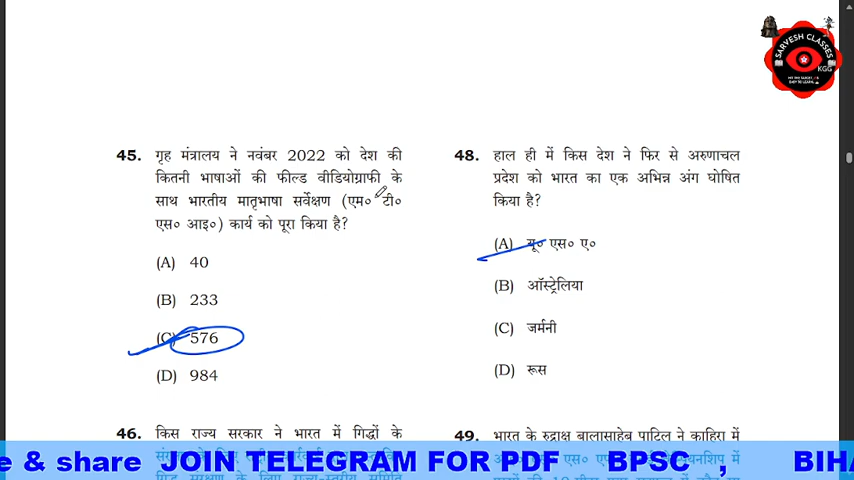 SARVESH CLASSES
KGG
45. गृह मंत्रालय ने नवंबर 2022 को देश की
कितनी भाषाओं की फील्ड वीडियोग्राफी के
साथ भारतीय मातृभाषा सर्वेक्षण (एम० टी०
एस० आइ०) कार्य को पूरा किया है?
(A) 40
(B) 233
(C) 576
(D) 984
46. किस राज्य सरकार ने भारत में गिद्धों के
48. हाल ही में किस देश ने फिर से अरुणाचल
प्रदेश को भारत का एक अभिन्न अंग घोषित
किया है?
(A) यू० एस० ए०
(B) ऑस्ट्रेलिया
(C) जर्मनी
(D) रूस
49. भारत के रुद्राक्ष बालासाहेब पाटिल ने काहिरा में
e & share JOIN TELEGRAM FOR PDF BPSC , BIHA